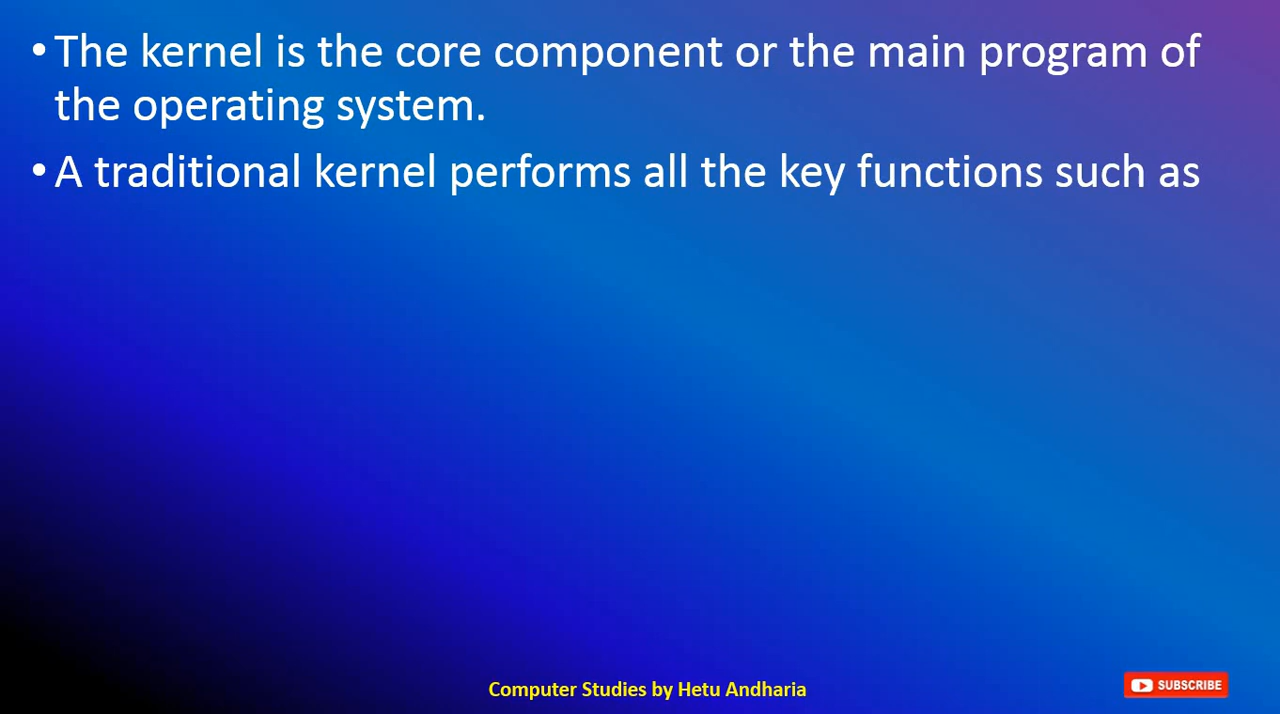 • The kernel is the core component or the main program of
the operating system.
• A traditional kernel performs all the key functions such as
Computer Studies by Hetu Andharia
SUBSCRIBE